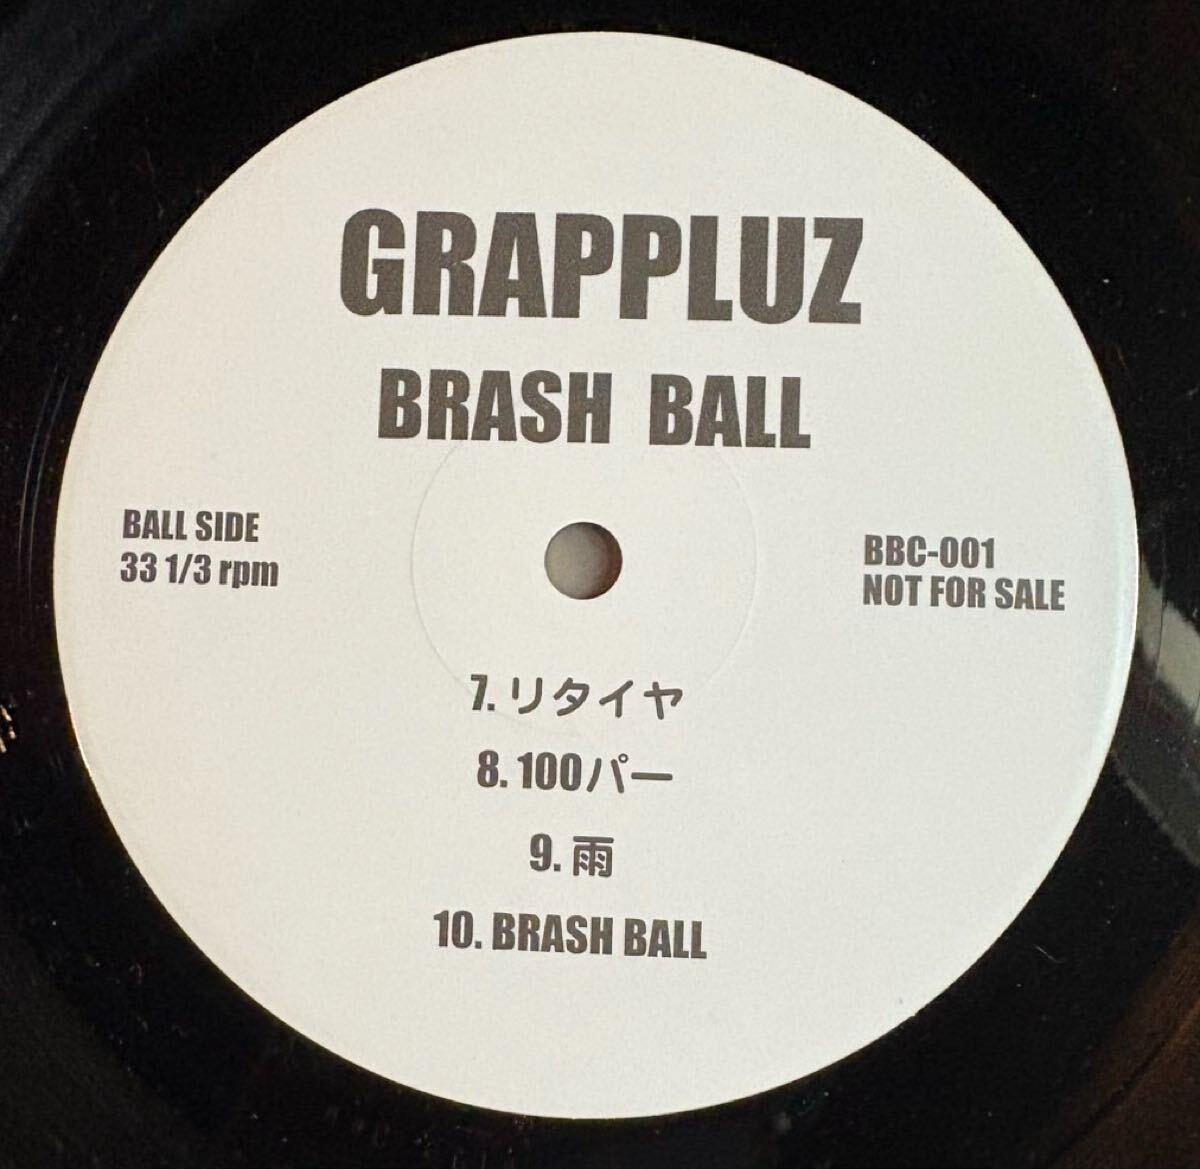 GRAPPLUZ
BRASH BALL
BALL SIDE
33 1/3 rpm
BBC-001
NOT FOR SALE
7. リタイヤ
8. 100パー
9. 雨
10. BRASH BALL